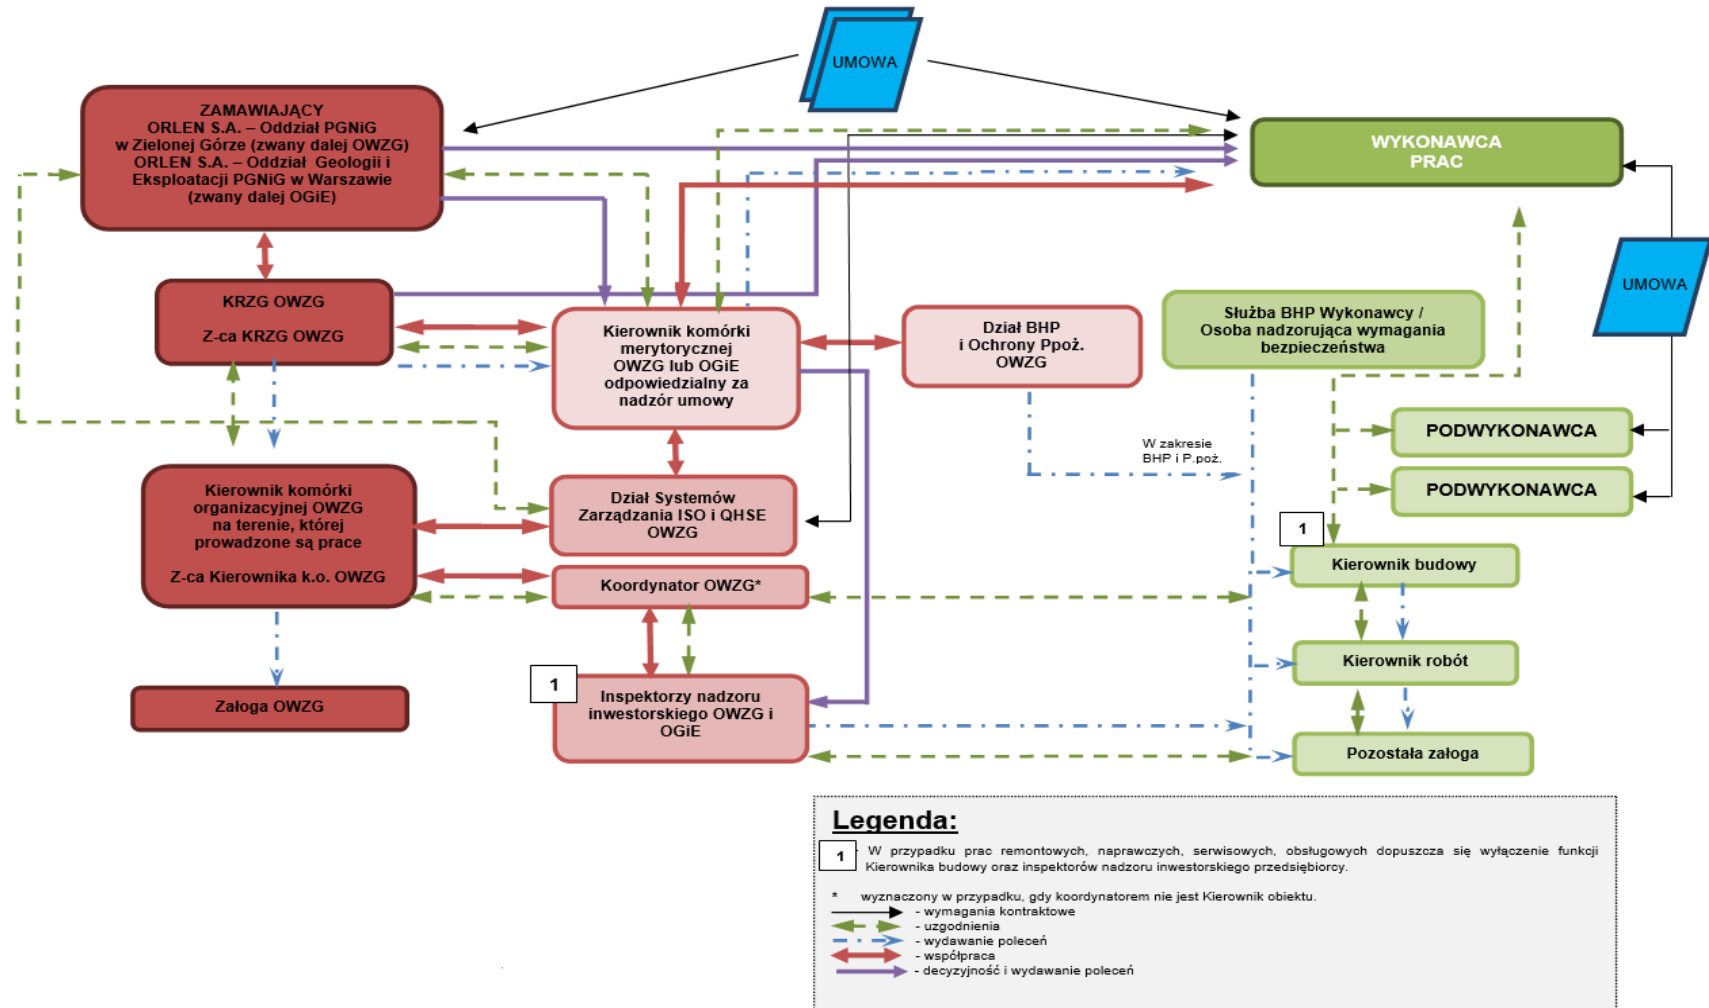 UMOWA
ZAMAWIAJĄCY
ORLEN S.A. – Oddział PGNiG
w Zielonej Górze (zwany dalej OWZG)
ORLEN S.A. – Oddział Geologii i
Eksploatacji PGNiG w Warszawie
(zwany dalej OGiE)
WYKONAWCA
PRAC
UMOWA
KRZG OWZG
Z-ca KRZG OWZG
Kierownik komórki
merytorycznej
OWZG lub OGiE
odpowiedzialny za
nadzór umowy
Dział BHP
i Ochrony Ppoż.
OWZG
Służba BHP Wykonawcy /
Osoba nadzorująca wymagania
bezpieczeństwa
PODWYKONAWCA
W zakresie
BHP i P.poż.
PODWYKONAWCA
Kierownik komórki
organizacyjnej OWZG
na terenie, której
prowadzone są prace
Z-ca Kierownika k.o. OWZG
Dział Systemów
Zarządzania ISO i QHSE
OWZG
1
Kierownik budowy
Koordynator OWZG*
Kierownik robót
1
Inspektorzy nadzoru
inwestorskiego OWZG i
OGiE
Załoga OWZG
Pozostała załoga
Legenda:
1 W przypadku prac remontowych, naprawczych, serwisowych, obsługowych dopuszcza się wyłączenie funkcji
Kierownika budowy oraz inspektorów nadzoru inwestorskiego przedsiębiorcy.
* wyznaczony w przypadku, gdy koordynatorem nie jest Kierownik obiektu.
- wymagania kontraktowe
- uzgodnienia
- wydawanie poleceń
- współpraca
- decyzyjność i wydawanie poleceń